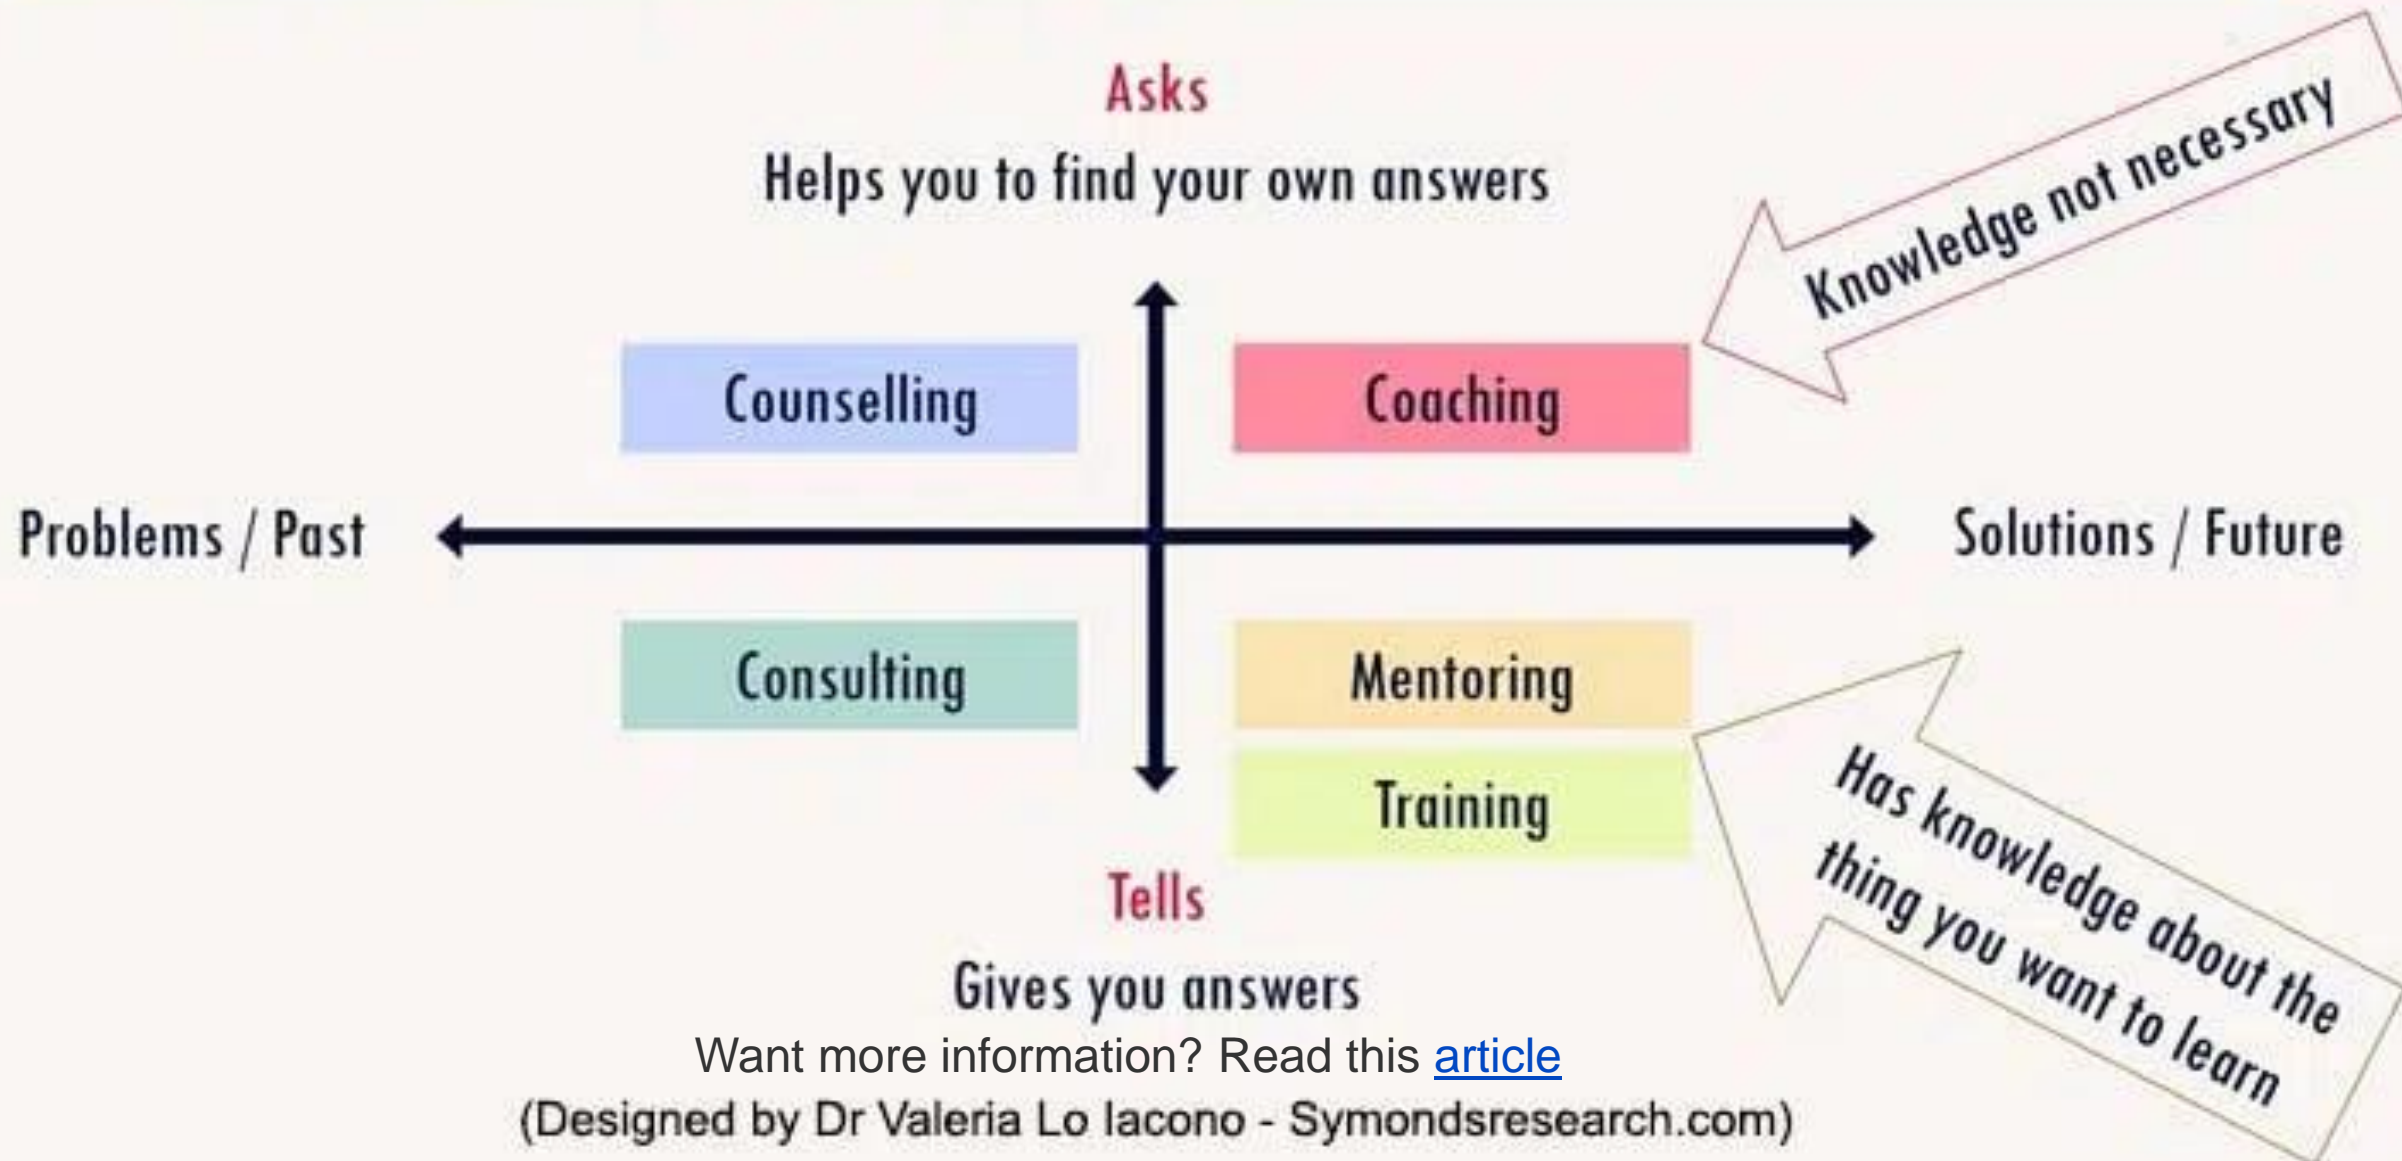 Asks
Helps you to find your own answers
Knowledge not necessary
Counselling
Coaching
Problems / Past
Solutions / Future
Consulting
Mentoring
Training
Has knowledge about the
thing you want to learn
Tells
Gives you answers
Want more information? Read this article
(Designed by Dr Valeria Lo Iacono - Symondsresearch.com)